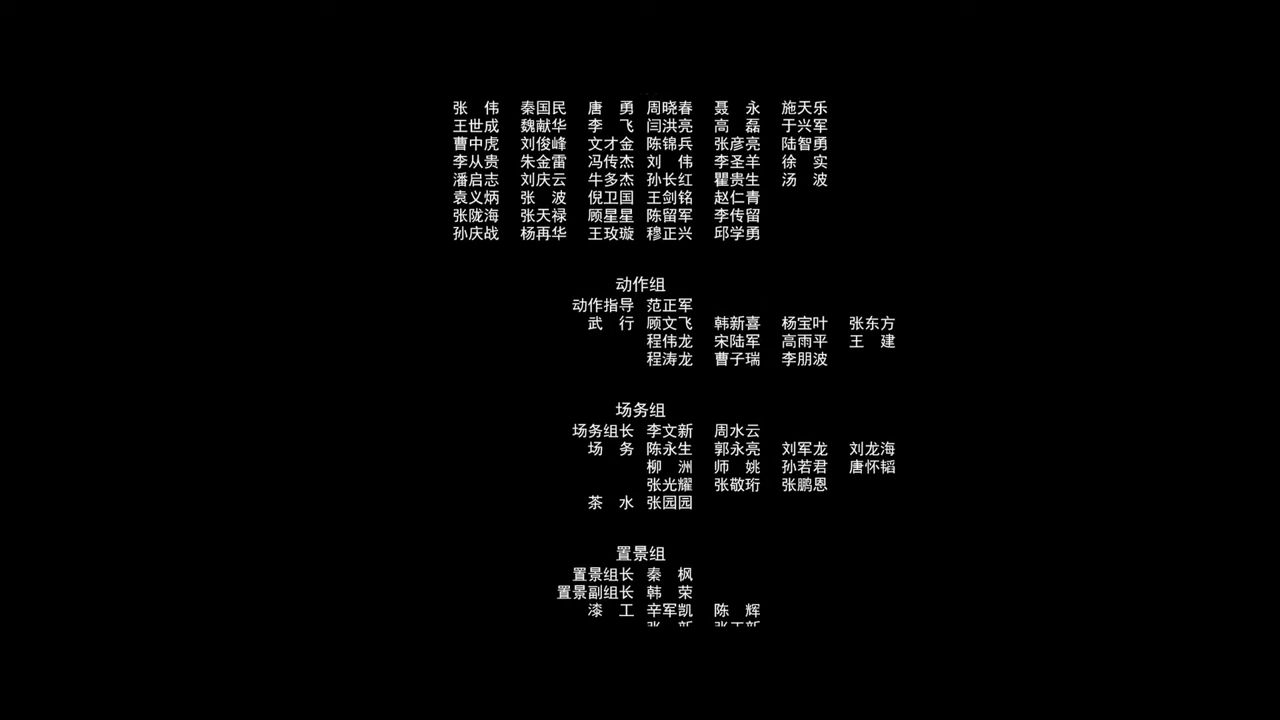 张　伟　秦国民　唐　勇　周晓春　聂　永　施天乐
王世成　魏献华　李　飞　闫洪亮　高　磊　于兴军
曹中虎　刘俊峰　文才金　陈锦兵　张彦亮　陆智勇
李从贵　朱金雷　冯传杰　刘　伟　李圣羊　徐　实
潘启志　刘庆云　牛多杰　孙长红　瞿贵生　汤　波
袁义炳　张　波　倪卫国　王剑铭　赵仁青
张陇海　张天禄　顾星星　陈留军　李传留
孙庆战　杨再华　王玫璇　穆正兴　邱学勇
动作组
动作指导　范正军
武　行　顾文飞　韩新喜　杨宝叶　张东方
程伟龙　宋陆军　高雨平　王　建
程涛龙　曹子瑞　李朋波
场务组
场务组长　李文新　周水云
场　务　陈永生　郭永亮　刘军龙　刘龙海
柳　洲　师　姚　孙若君　唐怀韬
张光耀　张敬珩　张鹏恩
茶　水　张园园
置景组
置景组长　秦　枫
置景副组长　韩　荣
漆　工　辛军凯　陈　辉